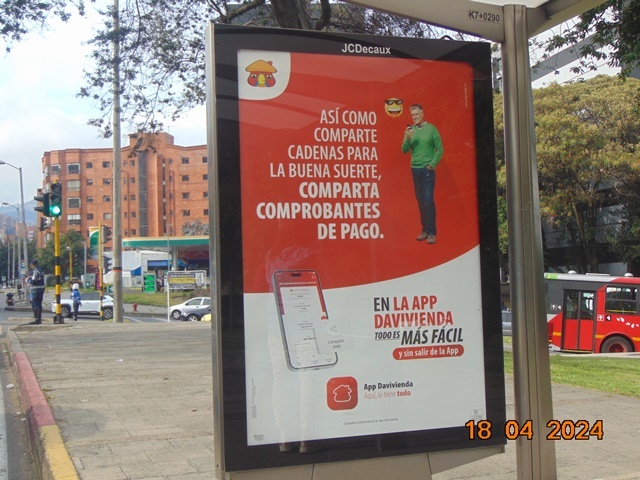 K7+0290
JCDecaux
ASÍ COMO
COMPARTE
CADENAS PARA
LA BUENA SUERTE,
COMPARTA
COMPROBANTES
DE PAGO.
EN LA APP
DAVIVIENDA
TODO ES MÁS FÁCIL
y sin salir de la App
App Davivienda
Aquí, lo tiene todo
18 04 2024